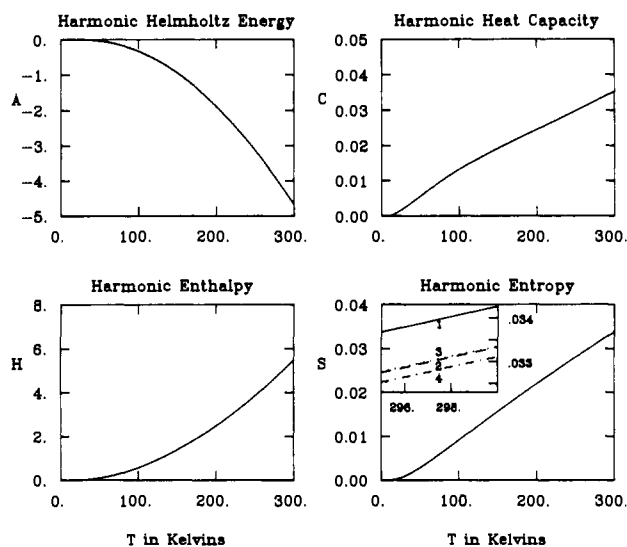 Harmonic Helmholtz Energy
0.
-1.
A
-2.
-3.
-4.
-5.
0. 100. 200. 300.
Harmonic Heat Capacity
0.05
0.04
C
0.03
0.02
0.01
0.00
0. 100. 200. 300.
Harmonic Enthalpy
8.
6.
H
4.
2.
0.
0. 100. 200. 300.
T in Kelvins
Harmonic Entropy
0.04
S
0.03
0.02
0.01
0.00
1
3
2
4
.034
.033
296. 298.
0. 100. 200. 300.
T in Kelvins